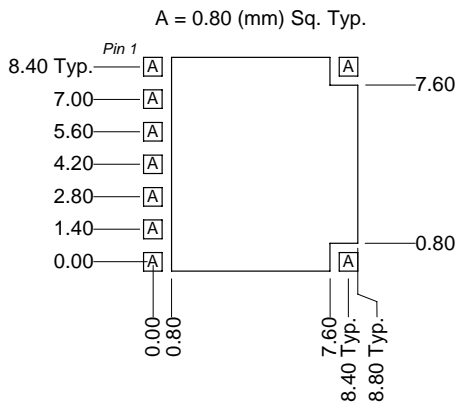 A = 0.80 (mm) Sq. Typ.
Pin 1
8.40 Typ.
A
A
7.00
A
7.60
5.60
A
4.20
A
2.80
A
1.40
A
0.80
0.00
A
A
0.00
0.80
7.60
8.40 Typ.
8.80 Typ.